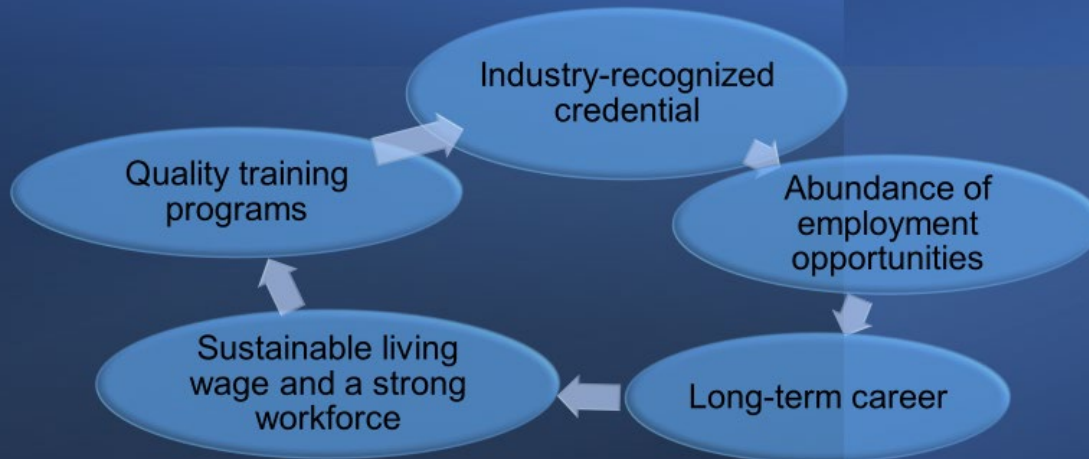 Industry-recognized
credential
Abundance of
employment
opportunities
Long-term career
Sustainable living
wage and a strong
workforce
Quality training
programs